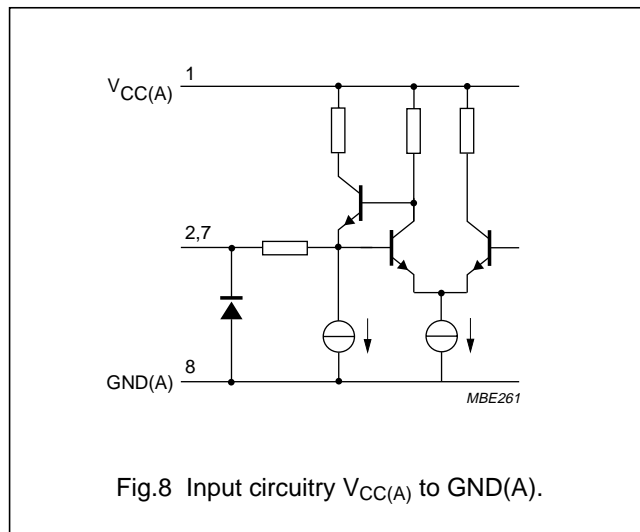 1
VCC(A)
2,7
8
GND(A)
MBE261
Fig.8 Input circuitry VCC(A) to GND(A).